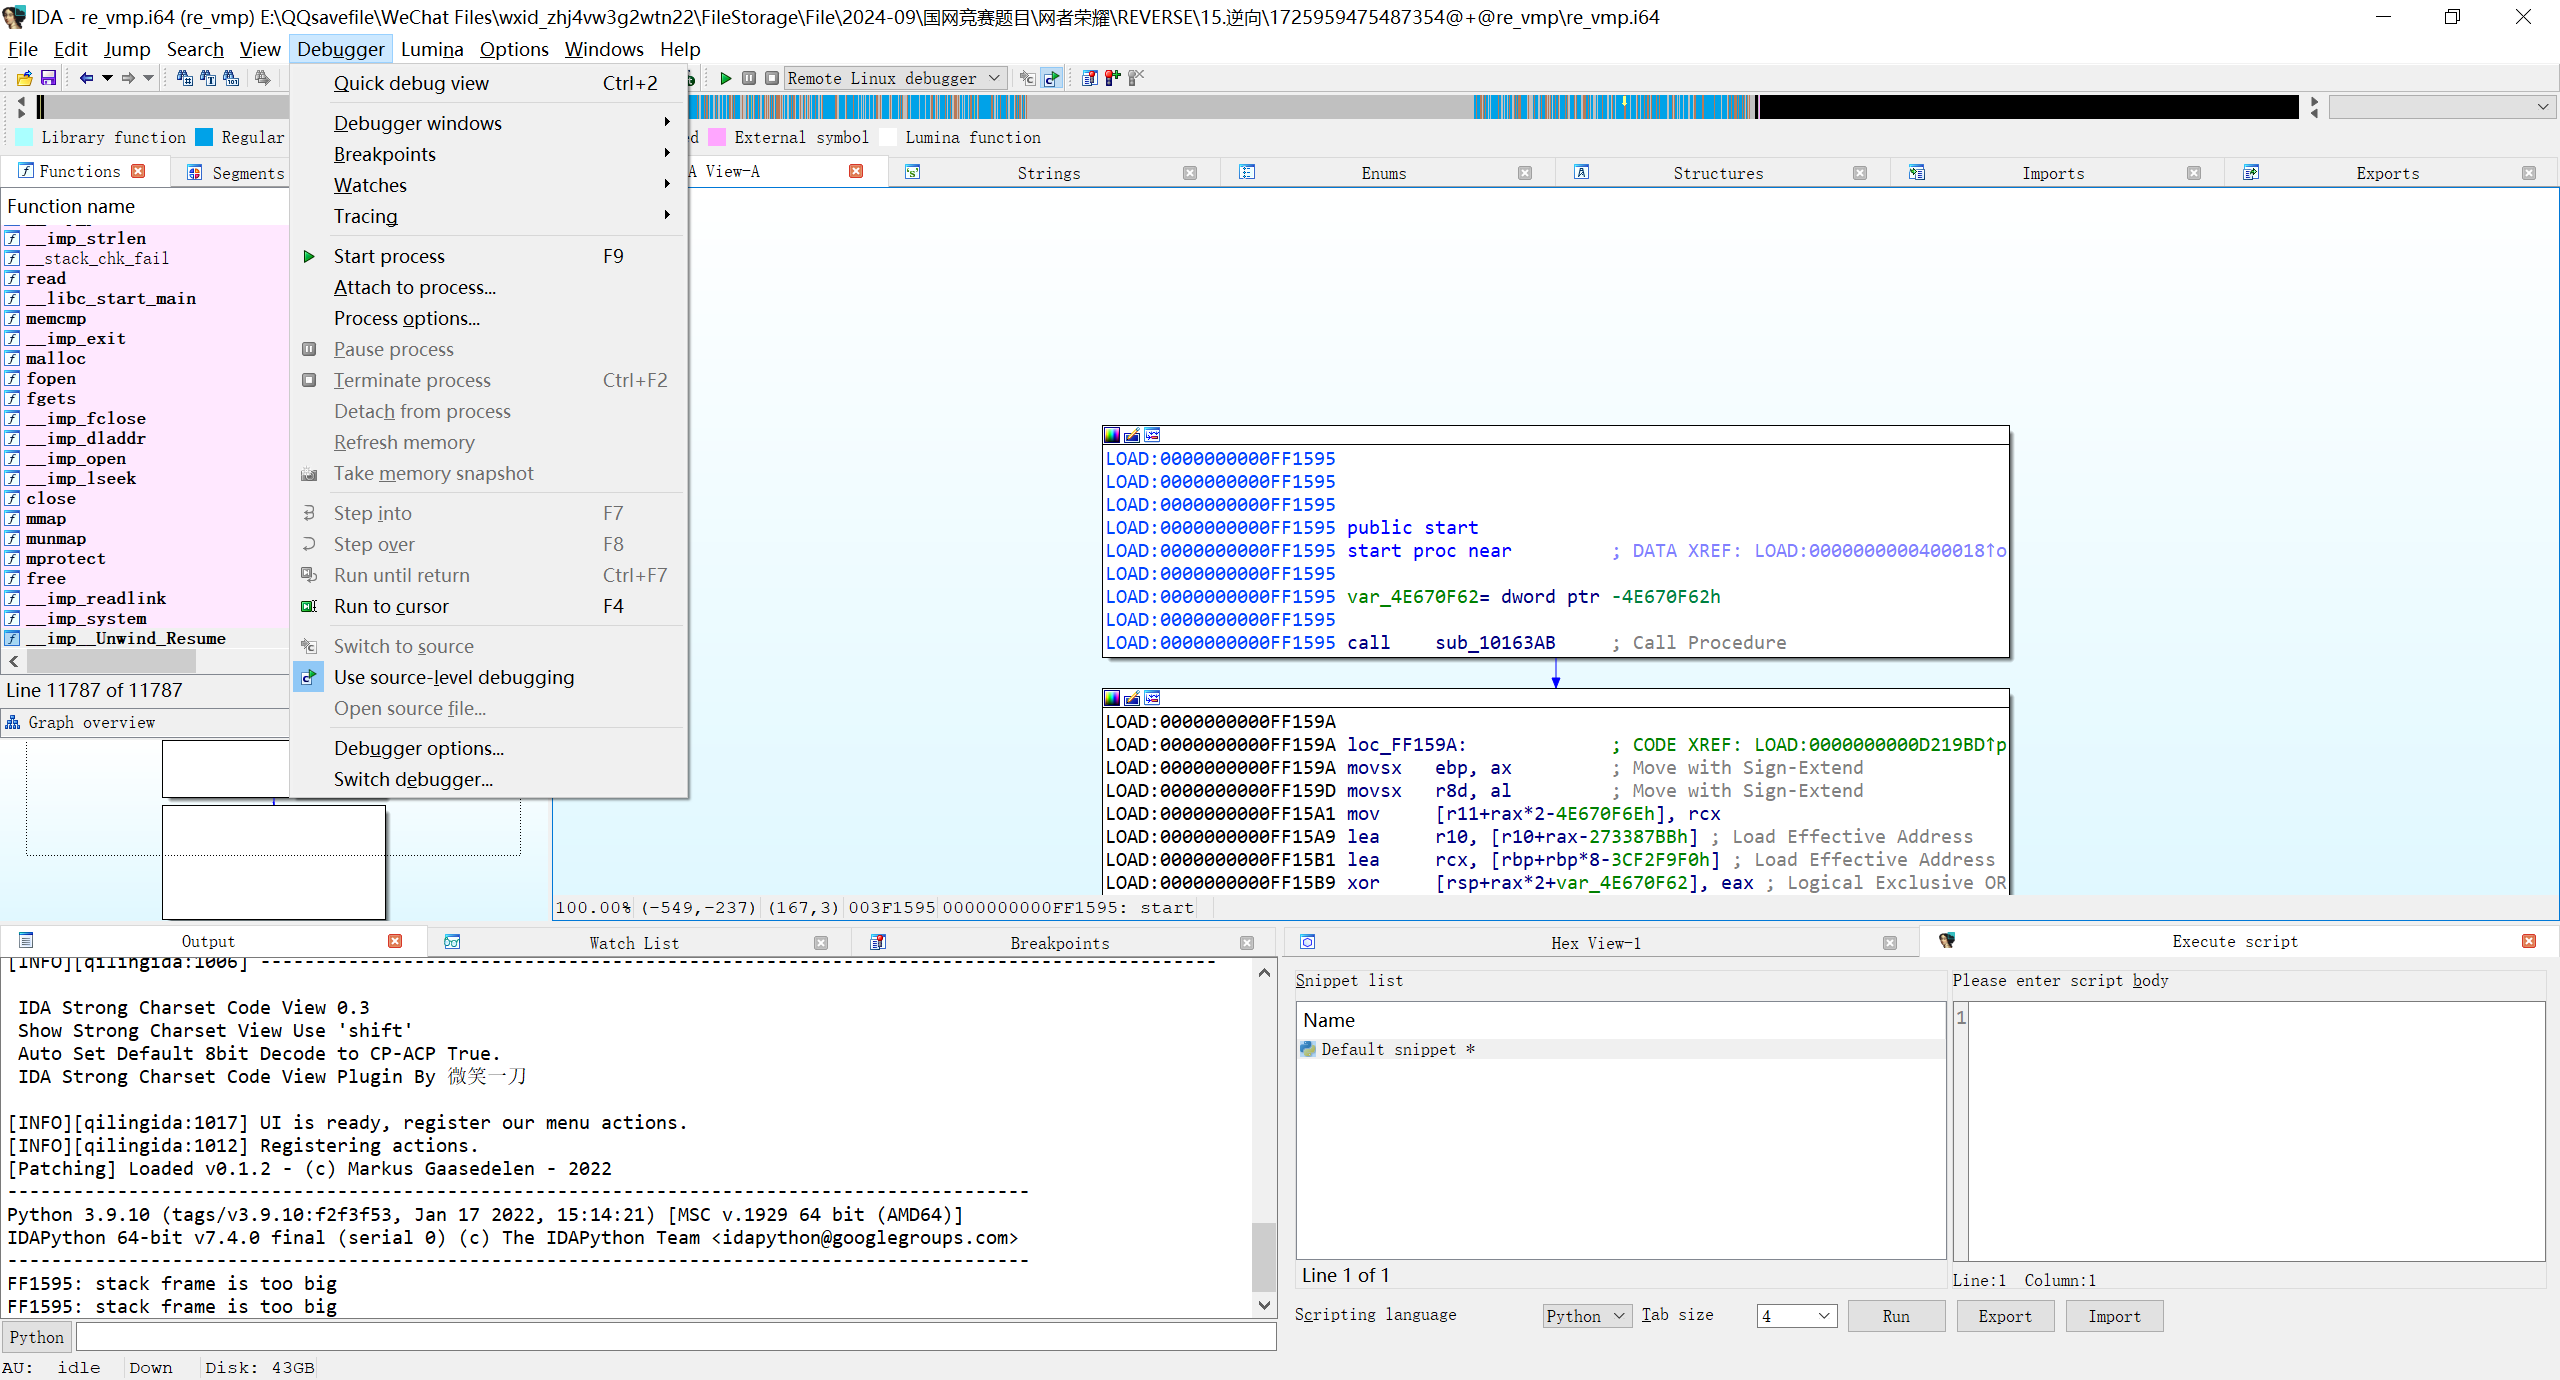 IDA - re_vmp.i64 (re_vmp) E:\QQsavefile\WeChat Files\wxid_zhj4vw3g2wtn22\FileStorage\File\2024-09\国网竞赛题目\网者荣耀\REVERSE\15.逆向\1725959475487354@+@re_vmp\re_vmp.i64
File Edit Jump Search View Debugger Lumina Options Windows Help
Remote Linux debugger
Library function Regular External symbol Lumina function
Functions Segments A View-A Strings Enums Structures Imports Exports
Function name
__imp_strlen
__stack_chk_fail
read
__libc_start_main
memcmp
__imp_exit
malloc
fopen
fgets
__imp_fclose
__imp_dladdr
__imp_open
__imp_lseek
close
mmap
munmap
mprotect
free
__imp_readlink
__imp_system
__imp__Unwind_Resume
Line 11787 of 11787
Graph overview
Quick debug view Ctrl+2
Debugger windows
Breakpoints
Watches
Tracing
Start process F9
Attach to process...
Process options...
Pause process
Terminate process Ctrl+F2
Detach from process
Refresh memory
Take memory snapshot
Step into F7
Step over F8
Run until return Ctrl+F7
Run to cursor F4
Switch to source
Use source-level debugging
Open source file...
Debugger options...
Switch debugger...
LOAD:0000000000FF1595
LOAD:0000000000FF1595
LOAD:0000000000FF1595
LOAD:0000000000FF1595 public start
LOAD:0000000000FF1595 start proc near ; DATA XREF: LOAD:0000000000400018↑o
LOAD:0000000000FF1595
LOAD:0000000000FF1595 var_4E670F62= dword ptr -4E670F62h
LOAD:0000000000FF1595
LOAD:0000000000FF1595 call sub_10163AB ; Call Procedure
LOAD:0000000000FF159A
LOAD:0000000000FF159A loc_FF159A: ; CODE XREF: LOAD:0000000000D219BD↑p
LOAD:0000000000FF159A movsx ebp, ax ; Move with Sign-Extend
LOAD:0000000000FF159D movsx r8d, al ; Move with Sign-Extend
LOAD:0000000000FF15A1 mov [r11+rax*2-4E670F6Eh], rcx
LOAD:0000000000FF15A9 lea r10, [r10+rax-273387BBh] ; Load Effective Address
LOAD:0000000000FF15B1 lea rcx, [rbp+rbp*8-3CF2F9F0h] ; Load Effective Address
LOAD:0000000000FF15B9 xor [rsp+rax*2+var_4E670F62], eax ; Logical Exclusive OR
100.00% (-549,-237) (167,3) 003F1595 0000000000FF1595: start
Output Watch List Breakpoints Hex View-1 Execute script
[INFO][qilingida:1006] ----------------------------------------------------------------------------------
IDA Strong Charset Code View 0.3
Show Strong Charset View Use 'shift'
Auto Set Default 8bit Decode to CP-ACP True.
IDA Strong Charset Code View Plugin By 微笑一刀
[INFO][qilingida:1017] UI is ready, register our menu actions.
[INFO][qilingida:1012] Registering actions.
[Patching] Loaded v0.1.2 - (c) Markus Gaasedelen - 2022
---------------------------------------------------------------------------------------------
Python 3.9.10 (tags/v3.9.10:f2f3f53, Jan 17 2022, 15:14:21) [MSC v.1929 64 bit (AMD64)]
IDAPython 64-bit v7.4.0 final (serial 0) (c) The IDAPython Team <idapython@googlegroups.com>
---------------------------------------------------------------------------------------------
FF1595: stack frame is too big
FF1595: stack frame is too big
Python
AU: idle Down Disk: 43GB
Snippet list
Name
Default snippet *
Line 1 of 1
Please enter script body
1
Line:1 Column:1
Scripting language Python Tab size 4 Run Export Import